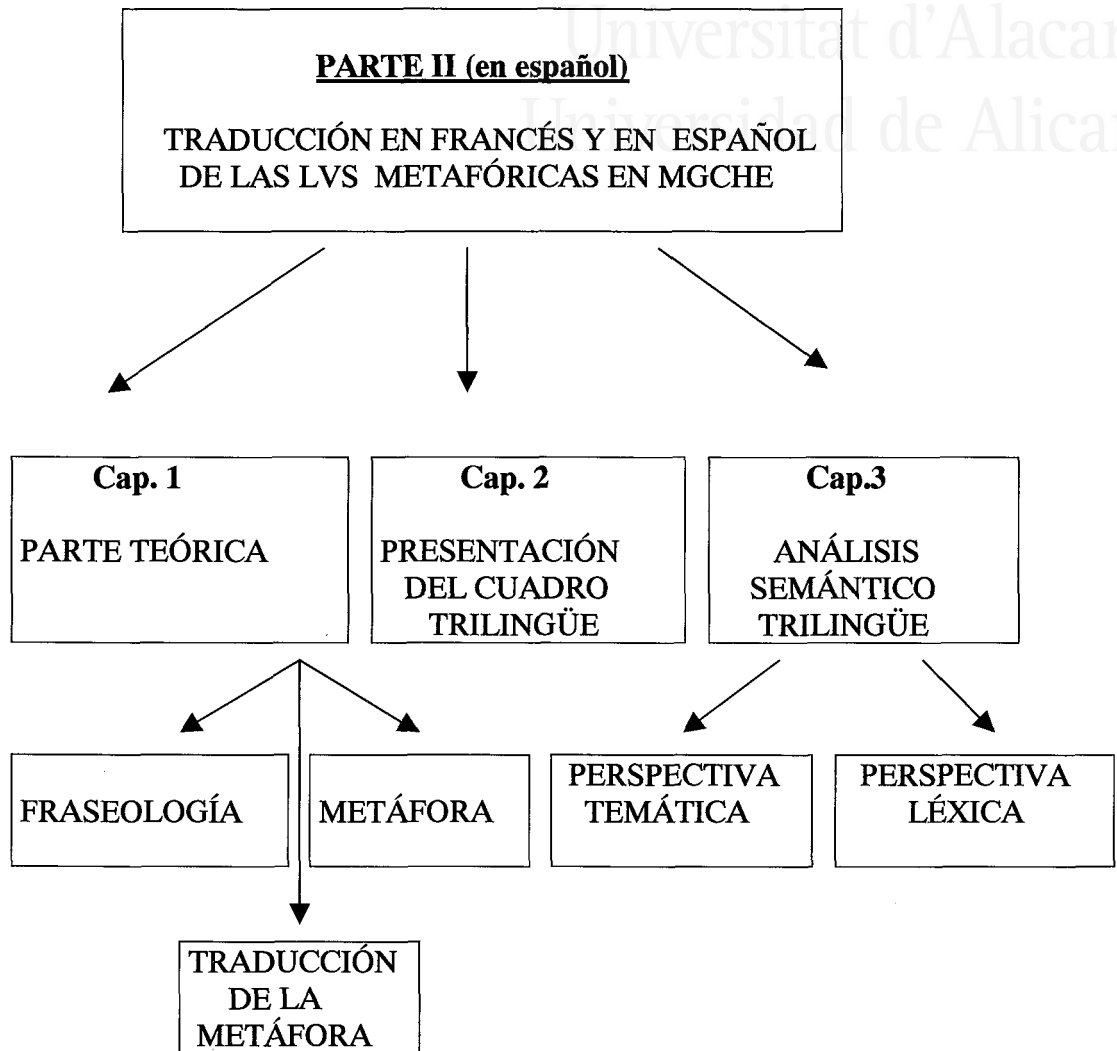 Universitat d'Alaca
Universidad de Alica
PARTE II (en español)
TRADUCCIÓN EN FRANCÉS Y EN ESPAÑOL
DE LAS LVS METAFÓRICAS EN MGCHE
Cap. 1
PARTE TEÓRICA
Cap. 2
PRESENTACIÓN
DEL CUADRO
TRILINGÜE
Cap.3
ANÁLISIS
SEMÁNTICO
TRILINGÜE
FRASEOLOGÍA
METÁFORA
PERSPECTIVA
TEMÁTICA
PERSPECTIVA
LÉXICA
TRADUCCIÓN
DE LA
METÁFORA